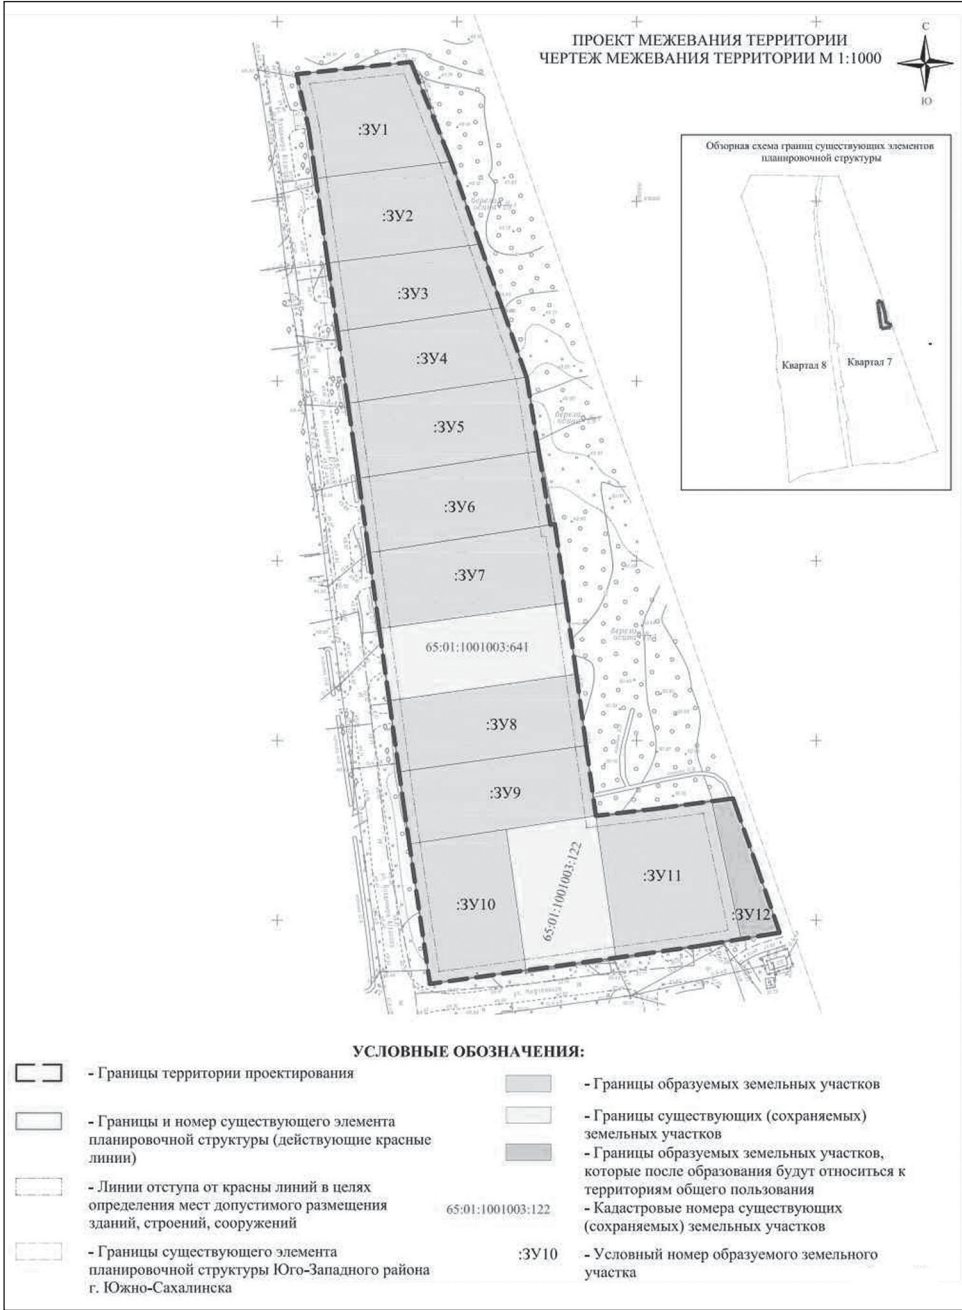 ПРОЕКТ МЕЖЕВАНИЯ ТЕРРИТОРИИ
ЧЕРТЕЖ МЕЖЕВАНИЯ ТЕРРИТОРИИ М 1:1000
С
Ю
Обзорная схема границ существующих элементов
планировочной структуры
Квартал 8
Квартал 7
:ЗУ1
:ЗУ2
:ЗУ3
:ЗУ4
:ЗУ5
:ЗУ6
:ЗУ7
65:01:1001003:641
:ЗУ8
:ЗУ9
:ЗУ10
65:01:1001003:122
:ЗУ11
:ЗУ12
УСЛОВНЫЕ ОБОЗНАЧЕНИЯ:
- Границы территории проектирования
- Границы и номер существующего элемента
планировочной структуры (действующие красные
линии)
- Линии отступа от красны линий в целях
определения мест допустимого размещения
зданий, строений, сооружений
- Границы существующего элемента
планировочной структуры Юго-Западного района
г. Южно-Сахалинска
- Границы образуемых земельных участков
- Границы существующих (сохраняемых)
земельных участков
- Границы образуемых земельных участков,
которые после образования будут относиться к
территориям общего пользования
65:01:1001003:122
- Кадастровые номера существующих
(сохраняемых) земельных участков
:ЗУ10
- Условный номер образуемого земельного
участка